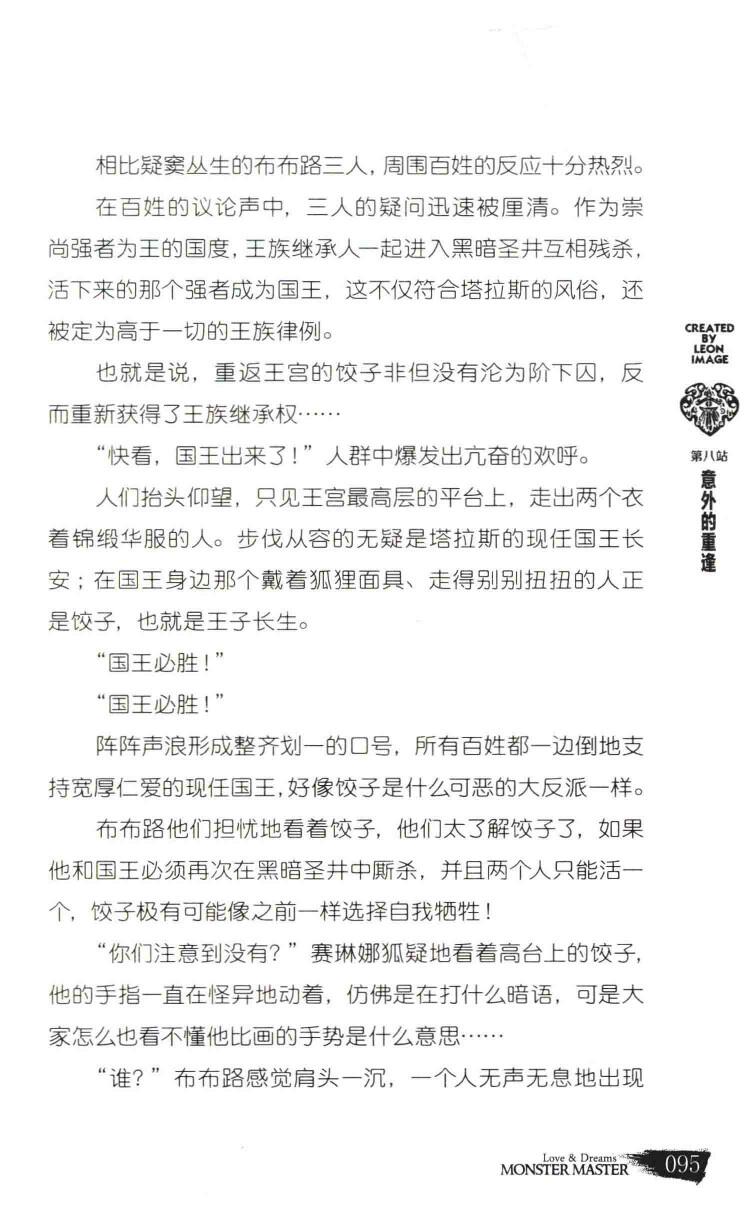 相比疑窦丛生的布布路三人，周围百姓的反应十分热烈。
在百姓的议论声中，三人的疑问迅速被厘清。作为崇
尚强者为王的国度，王族继承人一起进入黑暗圣井互相残杀，
活下来的那个强者成为国王，这不仅符合塔拉斯的风俗，还
被定为高于一切的王族律例。
也就是说，重返王宫的饺子非但没有沦为阶下囚，反
而重新获得了王族继承权……
“快看，国王出来了！”人群中爆发出亢奋的欢呼。
人们抬头仰望，只见王宫最高层的平台上，走出两个衣
着锦缎华服的人。步伐从容的无疑是塔拉斯的现任国王长
安；在国王身边那个戴着狐狸面具、走得别别扭扭的人正
是饺子，也就是王子长生。
“国王必胜！”
“国王必胜！”
阵阵声浪形成整齐划一的口号，所有百姓都一边倒地支
持宽厚仁爱的现任国王，好像饺子是什么可恶的大反派一样。
布布路他们担忧地看着饺子，他们太了解饺子了，如果
他和国王必须再次在黑暗圣井中厮杀，并且两个人只能活一
个，饺子极有可能像之前一样选择自我牺牲！
“你们注意到没有？”赛琳娜狐疑地看着高台上的饺子，
他的手指一直在怪异地动着，仿佛是在打什么暗语，可是大
家怎么也看不懂他比画的手势是什么意思……
“谁？”布布路感觉肩头一沉，一个人无声无息地出现
CREATED
BY
LEON
IMAGE
第八站
意外的重逢
Love & Dreams
MONSTER MASTER
095